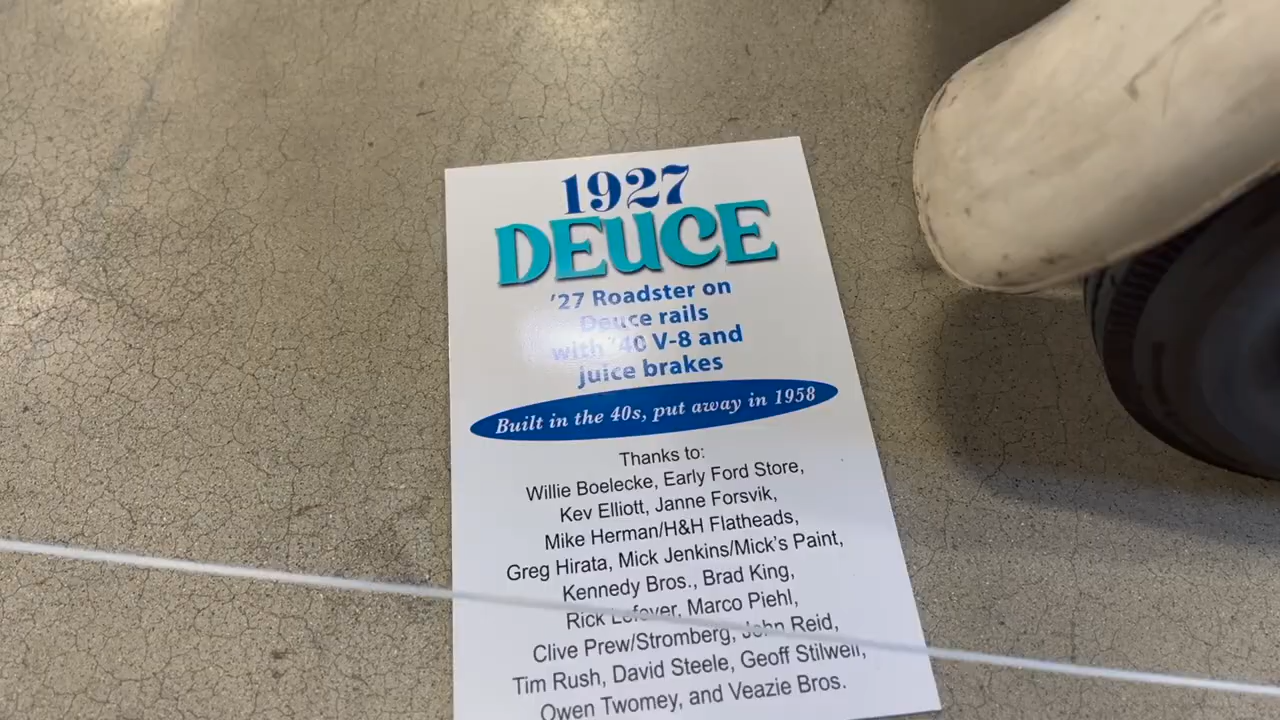 1927
DEUCE
'27 Roadster on
Deuce rails
with '40 V-8 and
juice brakes
Built in the 40s, put away in 1958
Thanks to:
Willie Boelecke, Early Ford Store,
Kev Elliott, Janne Forsvik,
Mike Herman/H&H Flatheads,
Greg Hirata, Mick Jenkins/Mick's Paint,
Kennedy Bros., Brad King,
Rick Lefever, Marco Piehl,
Clive Prew/Stromberg, John Reid,
Tim Rush, David Steele, Geoff Stilwell,
Owen Twomey, and Veazie Bros.